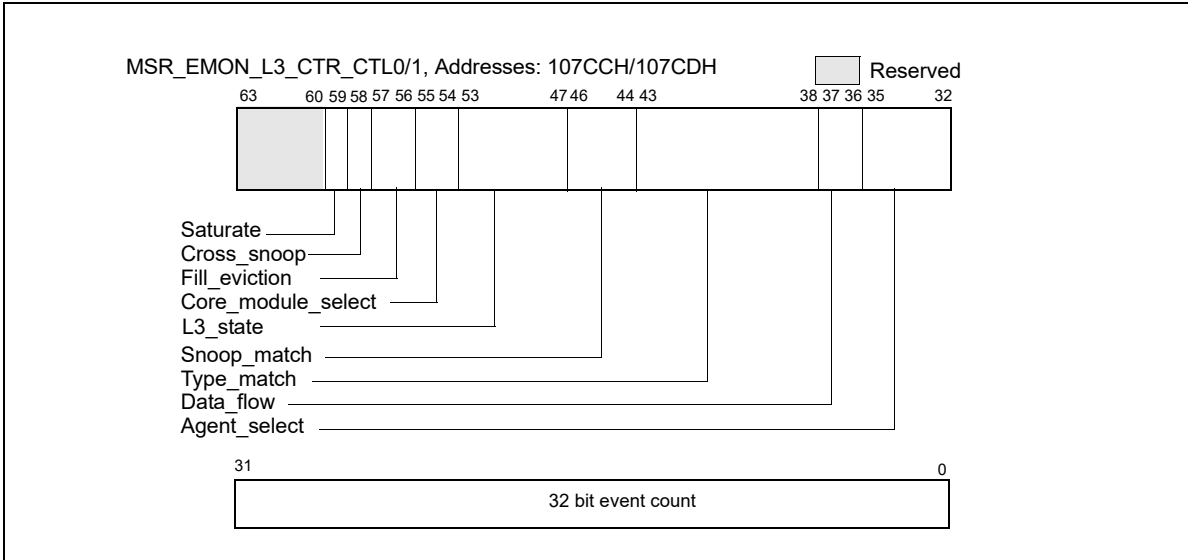 MSR_EMON_L3_CTR_CTL0/1, Addresses: 107CCH/107CDH
Reserved
63 60 59 58 57 56 55 54 53 47 46 44 43 38 37 36 35 32
Saturate
Cross_snoop
Fill_eviction
Core_module_select
L3_state
Snoop_match
Type_match
Data_flow
Agent_select
31 0
32 bit event count